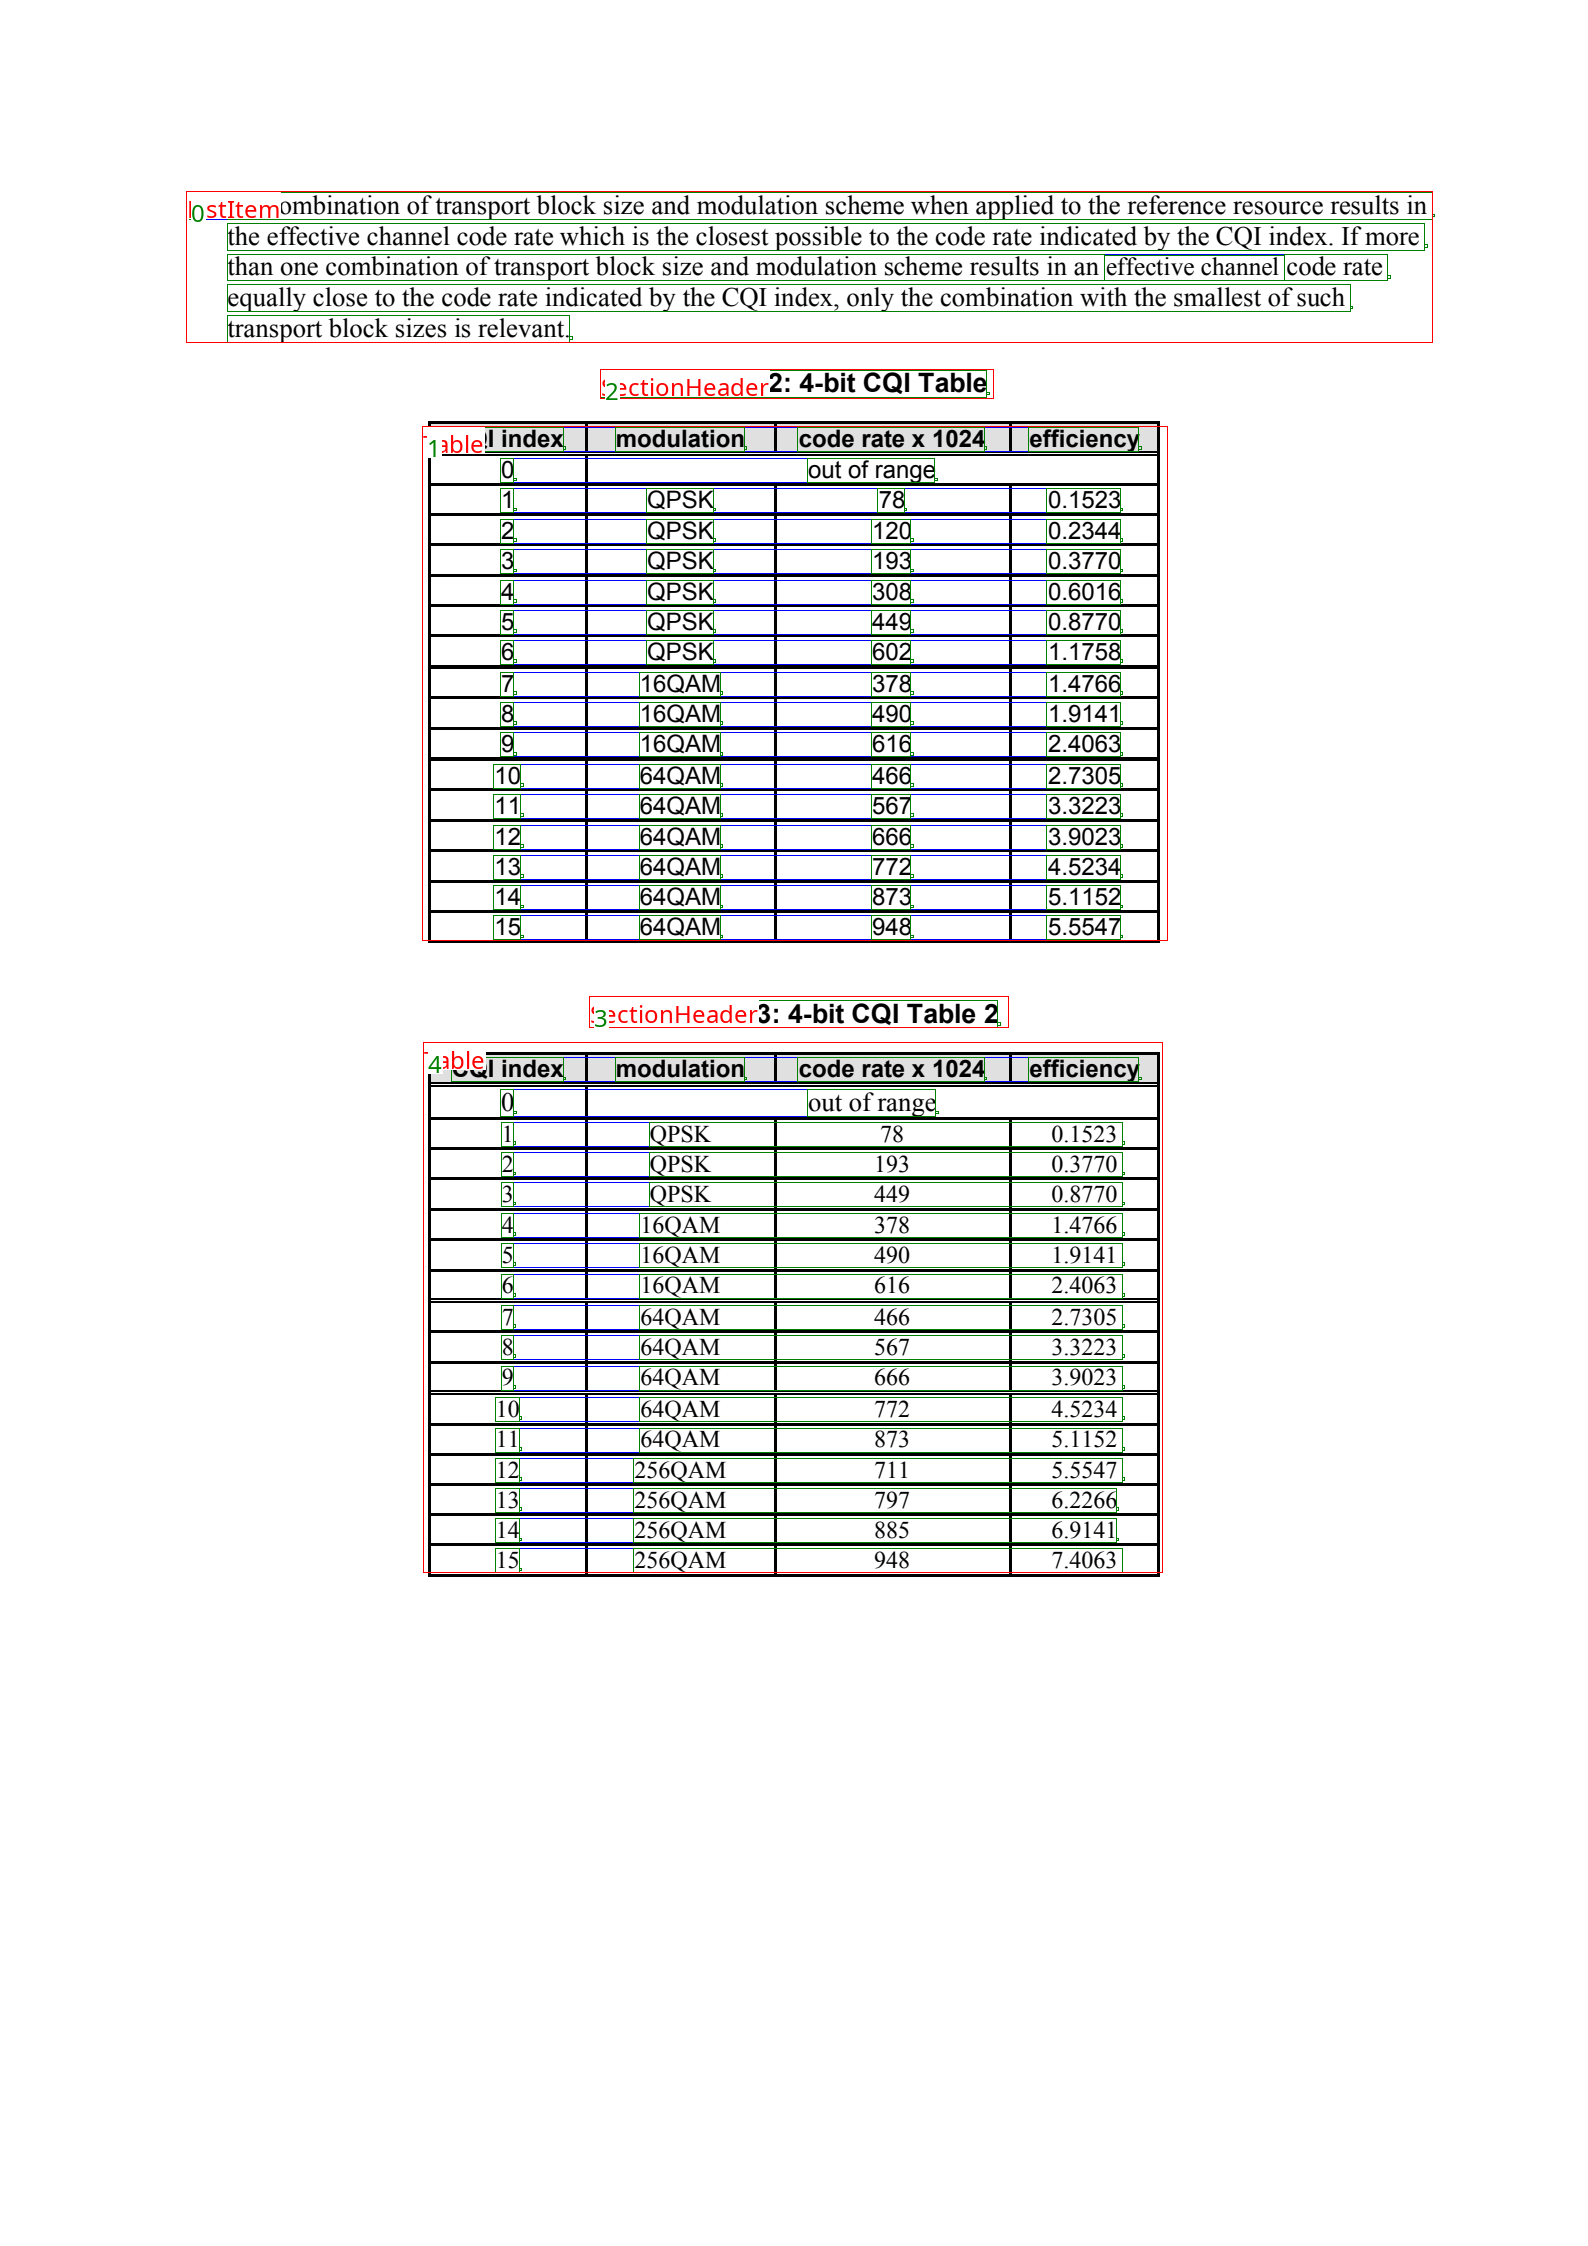 ombination of transport block size and modulation scheme when applied to the reference resource results in
0 stItem
the effective channel code rate which is the closest possible to the code rate indicated by the CQI index. If more
than one combination of transport block size and modulation scheme results in an effective channel code rate
equally close to the code rate indicated by the CQI index, only the combination with the smallest of such
transport block sizes is relevant.
2 ectionHeader 2: 4-bit CQI Table
1 able I index modulation code rate x 1024 efficiency
0 out of range
1 QPSK 78 0.1523
2 QPSK 120 0.2344
3 QPSK 193 0.3770
4 QPSK 308 0.6016
5 QPSK 449 0.8770
6 QPSK 602 1.1758
7 16QAM 378 1.4766
8 16QAM 490 1.9141
9 16QAM 616 2.4063
10 64QAM 466 2.7305
11 64QAM 567 3.3223
12 64QAM 666 3.9023
13 64QAM 772 4.5234
14 64QAM 873 5.1152
15 64QAM 948 5.5547
3 ectionHeader 3: 4-bit CQI Table 2
4 able CQI index modulation code rate x 1024 efficiency
0 out of range
1 QPSK 78 0.1523
2 QPSK 193 0.3770
3 QPSK 449 0.8770
4 16QAM 378 1.4766
5 16QAM 490 1.9141
6 16QAM 616 2.4063
7 64QAM 466 2.7305
8 64QAM 567 3.3223
9 64QAM 666 3.9023
10 64QAM 772 4.5234
11 64QAM 873 5.1152
12 256QAM 711 5.5547
13 256QAM 797 6.2266
14 256QAM 885 6.9141
15 256QAM 948 7.4063